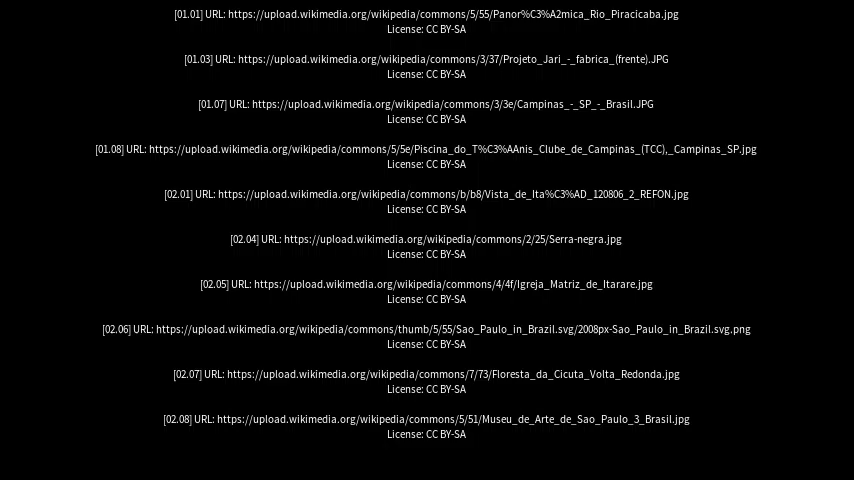 [01.01] URL: https://upload.wikimedia.org/wikipedia/commons/5/55/Panor%C3%A2mica_Rio_Piracicaba.jpg
License: CC BY-SA
[01.03] URL: https://upload.wikimedia.org/wikipedia/commons/3/37/Projeto_Jari_-_fabrica_(frente).JPG
License: CC BY-SA
[01.07] URL: https://upload.wikimedia.org/wikipedia/commons/3/3e/Campinas_-_SP_-_Brasil.JPG
License: CC BY-SA
[01.08] URL: https://upload.wikimedia.org/wikipedia/commons/5/5e/Piscina_do_T%C3%AAnis_Clube_de_Campinas_(TCC),_Campinas_SP.jpg
License: CC BY-SA
[02.01] URL: https://upload.wikimedia.org/wikipedia/commons/b/b8/Vista_de_Ita%C3%AD_120806_2_REFON.jpg
License: CC BY-SA
[02.04] URL: https://upload.wikimedia.org/wikipedia/commons/2/25/Serra-negra.jpg
License: CC BY-SA
[02.05] URL: https://upload.wikimedia.org/wikipedia/commons/4/4f/Igreja_Matriz_de_Itarare.jpg
License: CC BY-SA
[02.06] URL: https://upload.wikimedia.org/wikipedia/commons/thumb/5/55/Sao_Paulo_in_Brazil.svg/2008px-Sao_Paulo_in_Brazil.svg.png
License: CC BY-SA
[02.07] URL: https://upload.wikimedia.org/wikipedia/commons/7/73/Floresta_da_Cicuta_Volta_Redonda.jpg
License: CC BY-SA
[02.08] URL: https://upload.wikimedia.org/wikipedia/commons/5/51/Museu_de_Arte_de_Sao_Paulo_3_Brasil.jpg
License: CC BY-SA